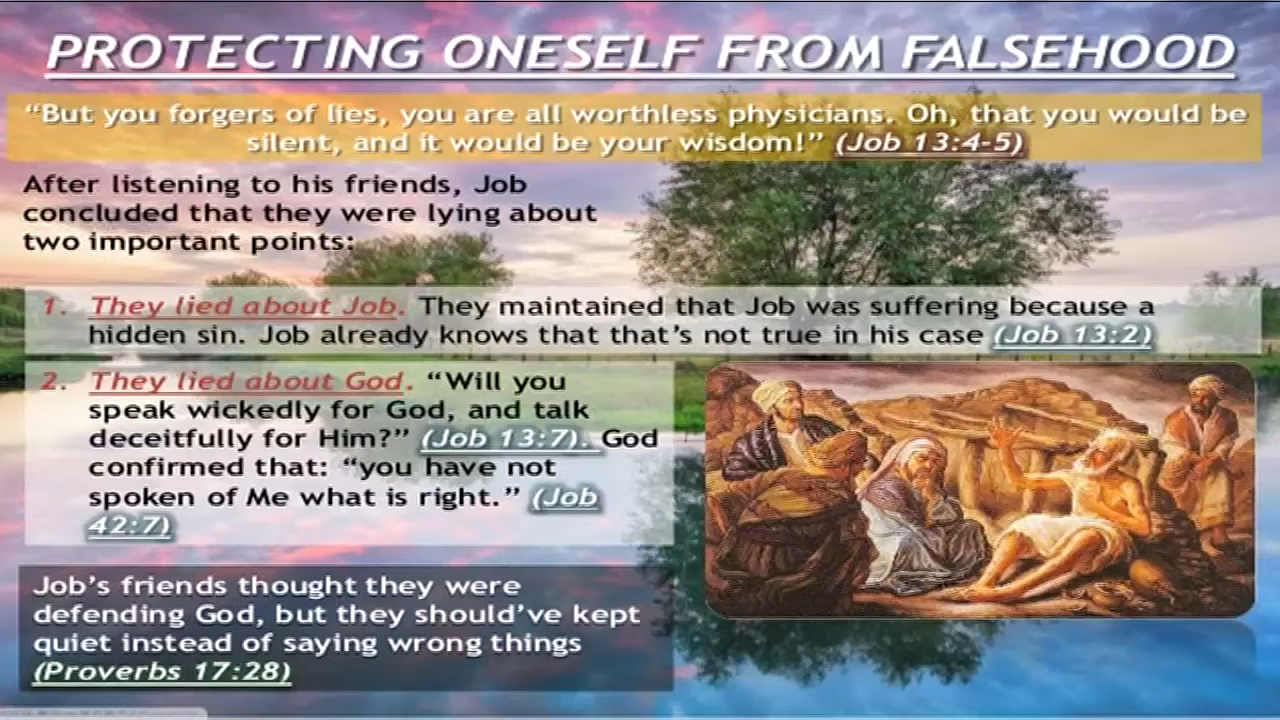 PROTECTING ONESELF FROM FALSEHOOD
“But you forgers of lies, you are all worthless physicians. Oh, that you would be
silent, and it would be your wisdom!” (Job 13:4-5)
After listening to his friends, Job
concluded that they were lying about
two important points:
1. They lied about Job. They maintained that Job was suffering because a
hidden sin. Job already knows that that’s not true in his case (Job 13:2)
2. They lied about God. “Will you
speak wickedly for God, and talk
deceitfully for Him?” (Job 13:7). God
confirmed that: “you have not
spoken of Me what is right.” (Job
42:7)
Job’s friends thought they were
defending God, but they should’ve kept
quiet instead of saying wrong things
(Proverbs 17:28)